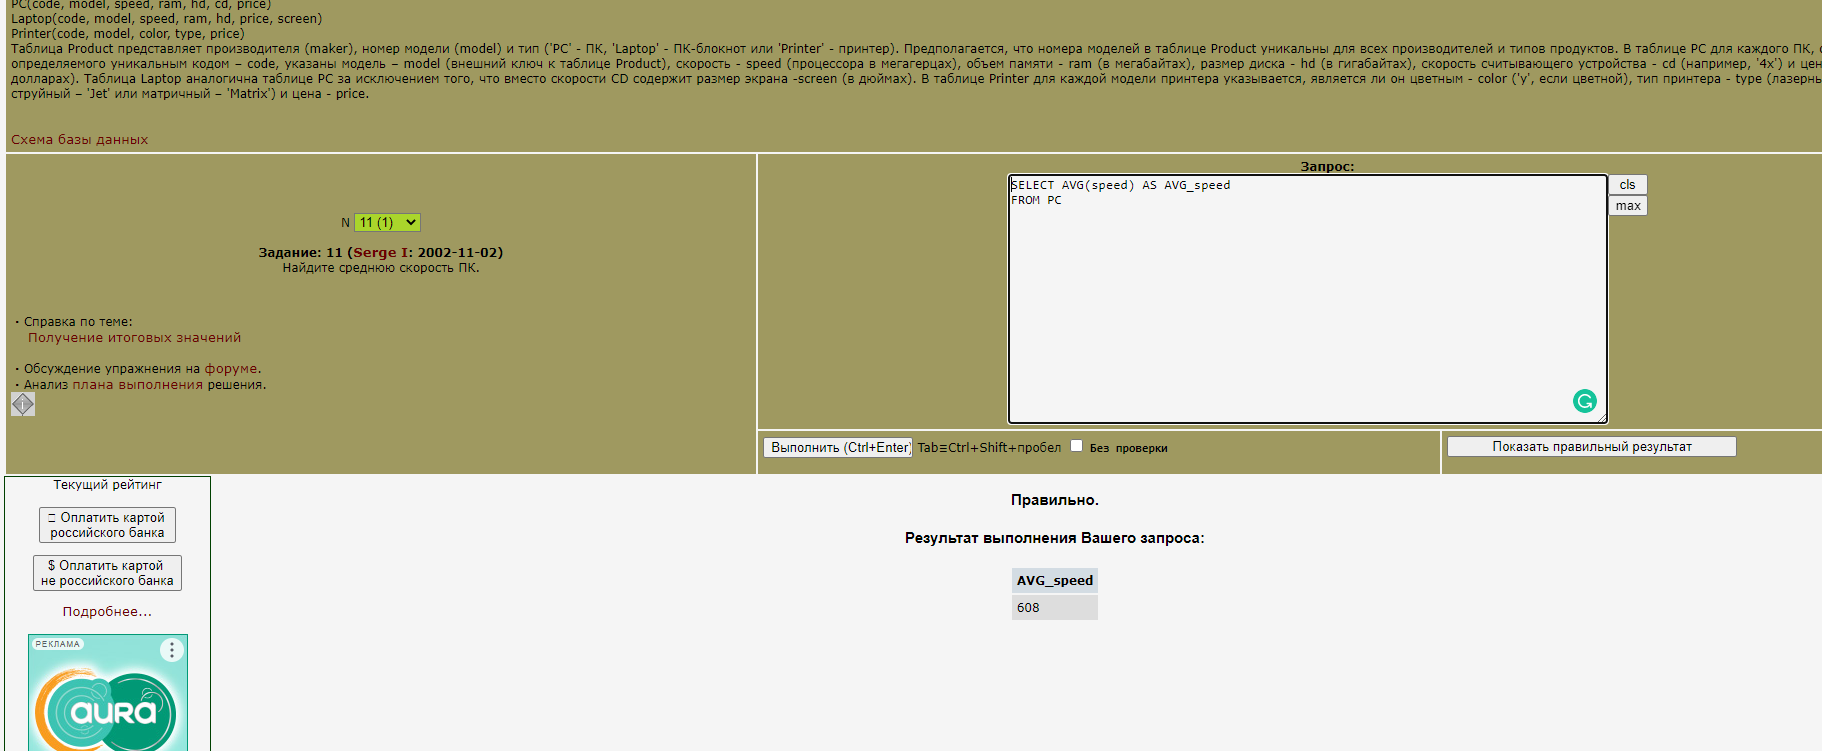 PC(code, model, speed, ram, hd, cd, price)
Laptop(code, model, speed, ram, hd, price, screen)
Printer(code, model, color, type, price)
Таблица Product представляет производителя (maker), номер модели (model) и тип ('PC' - ПК, 'Laptop' - ПК-блокнот или 'Printer' - принтер). Предполагается, что номера моделей в таблице Product уникальны для всех производителей и типов продуктов. В таблице PC для каждого ПК,
определяемого уникальным кодом – code, указаны модель – model (внешний ключ к таблице Product), скорость - speed (процессора в мегагерцах), объем памяти - ram (в мегабайтах), размер диска - hd (в гигабайтах), скорость считывающего устройства - cd (например, '4x') и цен
долларах). Таблица Laptop аналогична таблице PC за исключением того, что вместо скорости CD содержит размер экрана -screen (в дюймах). В таблице Printer для каждой модели принтера указывается, является ли он цветным - color ('y', если цветной), тип принтера - type (лазерны
струйный – 'Jet' или матричный – 'Matrix') и цена - price.
Схема базы данных
Запрос:
SELECT AVG(speed) AS AVG_speed
FROM PC
cls
max
N 11 (1)
Задание: 11 (Serge I: 2002-11-02)
Найдите среднюю скорость ПК.
· Справка по теме:
Получение итоговых значений
· Обсуждение упражнения на форуме.
· Анализ плана выполнения решения.
Выполнить (Ctrl+Enter) Tab≡Ctrl+Shift+пробел Без проверки
Показать правильный результат
Текущий рейтинг
Оплатить картой
российского банка
$ Оплатить картой
не российского банка
Подробнее...
РЕКЛАМА
aura
Правильно.
Результат выполнения Вашего запроса:
AVG_speed
608